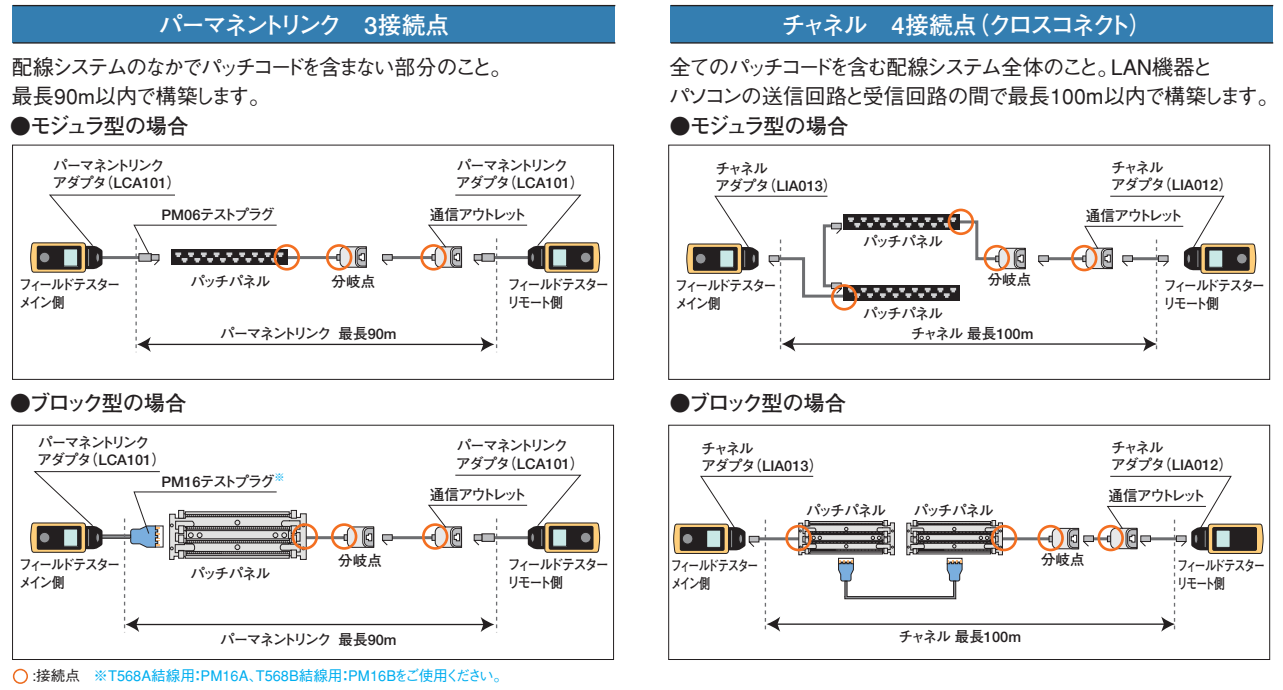 パーマネントリンク　3接続点
配線システムのなかでパッチコードを含まない部分のこと。
最長90m以内で構築します。
●モジュラ型の場合
パーマネントリンク
アダプタ（LCA101）
パーマネントリンク
アダプタ（LCA101）
PM06テストプラグ
通信アウトレット
フィールドテスター
メイン側
パッチパネル
分岐点
フィールドテスター
リモート側
パーマネントリンク 最長90m
●ブロック型の場合
パーマネントリンク
アダプタ（LCA101）
パーマネントリンク
アダプタ（LCA101）
PM16テストプラグ※
通信アウトレット
フィールドテスター
メイン側
パッチパネル
分岐点
フィールドテスター
リモート側
パーマネントリンク 最長90m
○:接続点　※T568A結線用:PM16A、T568B結線用:PM16Bをご使用ください。
チャネル　4接続点（クロスコネクト）
全てのパッチコードを含む配線システム全体のこと。LAN機器と
パソコンの送信回路と受信回路の間で最長100m以内で構築します。
●モジュラ型の場合
チャネル
アダプタ（LIA013）
チャネル
アダプタ（LIA012）
通信アウトレット
パッチパネル
分岐点
フィールドテスター
メイン側
フィールドテスター
リモート側
パッチパネル
チャネル 最長100m
●ブロック型の場合
チャネル
アダプタ（LIA013）
チャネル
アダプタ（LIA012）
通信アウトレット
パッチパネル
パッチパネル
分岐点
フィールドテスター
メイン側
フィールドテスター
リモート側
チャネル 最長100m